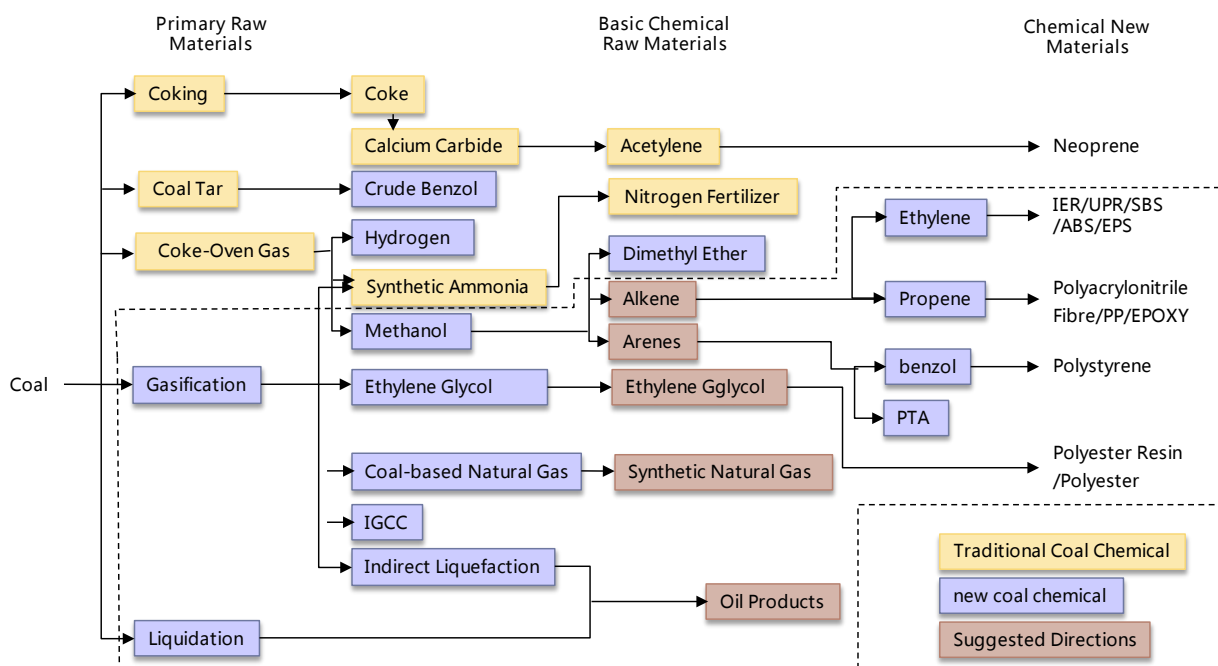 Primary Raw
Materials
Basic Chemical
Raw Materials
Chemical New
Materials
Coking
Coke
Calcium Carbide
Acetylene
Neoprene
Coal Tar
Crude Benzol
Nitrogen Fertilizer
Ethylene
IER/UPR/SBS
/ABS/EPS
Coke-Oven Gas
Hydrogen
Dimethyl Ether
Synthetic Ammonia
Alkene
Propene
Polyacrylonitrile
Fibre/PP/EPOXY
Methanol
Arenes
Coal
Gasification
Ethylene Glycol
Ethylene Gglycol
benzol
Polystyrene
PTA
Coal-based Natural Gas
Synthetic Natural Gas
Polyester Resin
/Polyester
IGCC
Indirect Liquefaction
Oil Products
Liquidation
Traditional Coal Chemical
new coal chemical
Suggested Directions